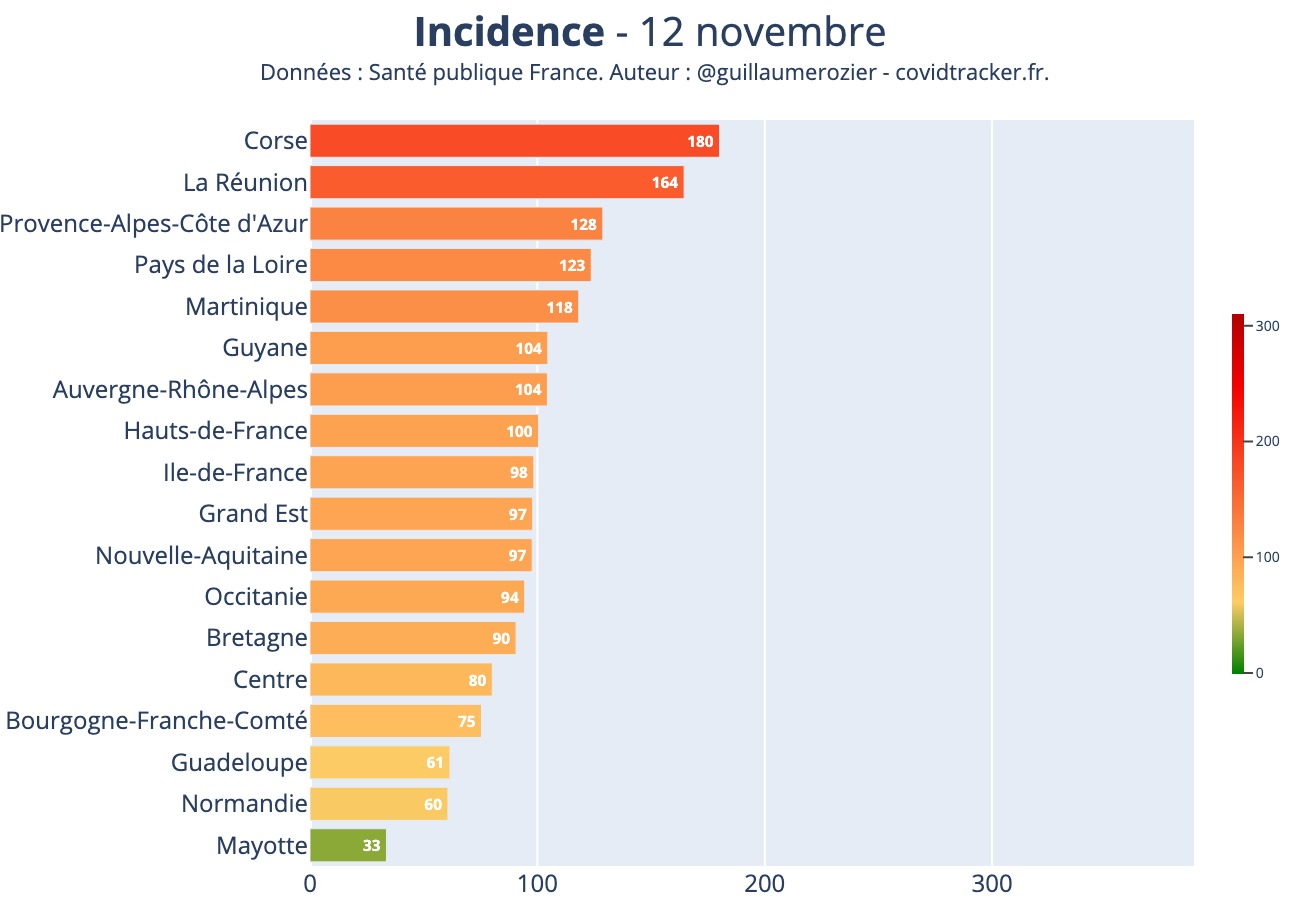 Incidence - 12 novembre
Données : Santé publique France. Auteur : @guillaumerozier - covidtracker.fr.
Corse 180
La Réunion 164
Provence-Alpes-Côte d'Azur 128
Pays de la Loire 123
Martinique 118
Guyane 104
Auvergne-Rhône-Alpes 104
Hauts-de-France 100
Ile-de-France 98
Grand Est 97
Nouvelle-Aquitaine 97
Occitanie 94
Bretagne 90
Centre 80
Bourgogne-Franche-Comté 75
Guadeloupe 61
Normandie 60
Mayotte 33
0 100 200 300
300
200
100
0